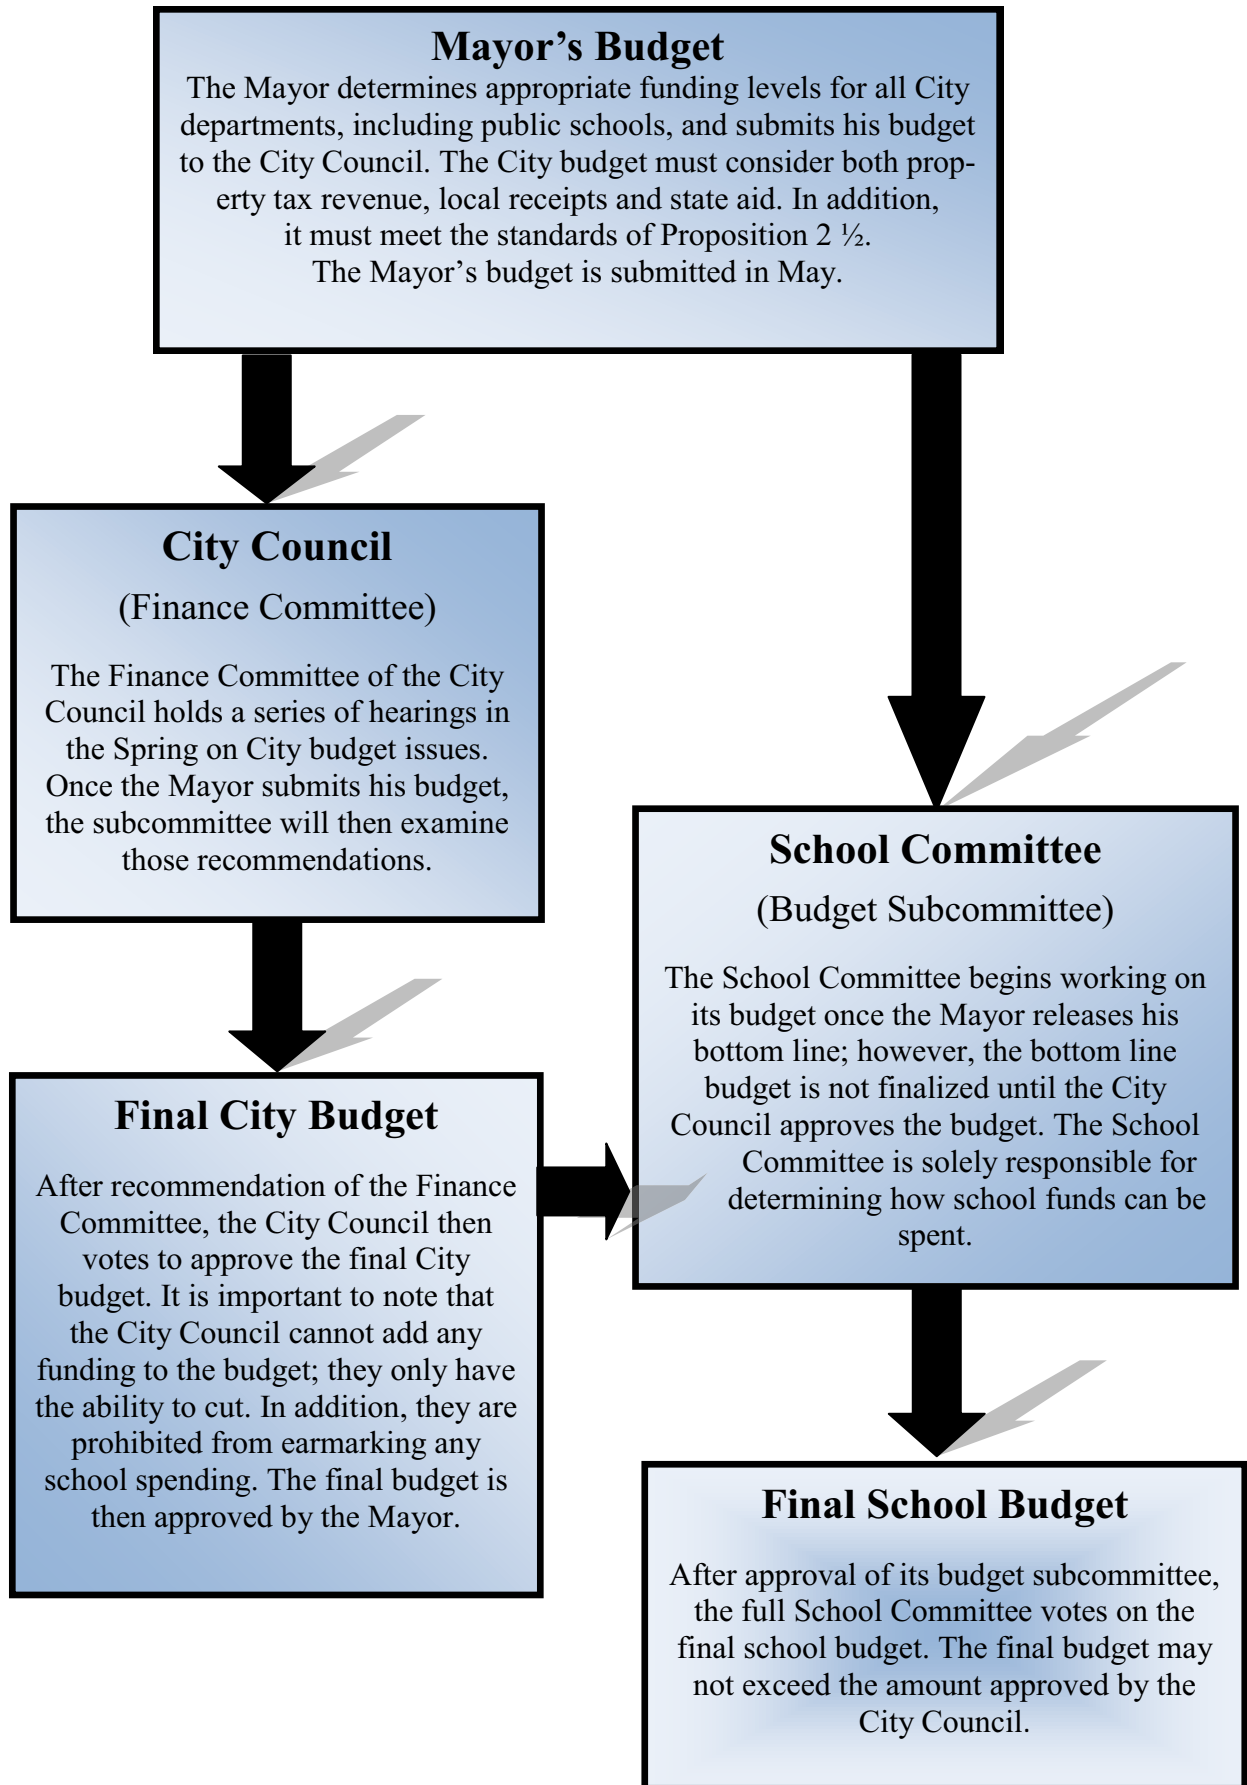 Mayor’s Budget
The Mayor determines appropriate funding levels for all City
departments, including public schools, and submits his budget
to the City Council. The City budget must consider both prop-
erty tax revenue, local receipts and state aid. In addition,
it must meet the standards of Proposition 2 ½.
The Mayor’s budget is submitted in May.
City Council
(Finance Committee)
The Finance Committee of the City
Council holds a series of hearings in
the Spring on City budget issues.
Once the Mayor submits his budget,
the subcommittee will then examine
those recommendations.
School Committee
(Budget Subcommittee)
The School Committee begins working on
its budget once the Mayor releases his
bottom line; however, the bottom line
budget is not finalized until the City
Council approves the budget. The School
Committee is solely responsible for
determining how school funds can be
spent.
Final City Budget
After recommendation of the Finance
Committee, the City Council then
votes to approve the final City
budget. It is important to note that
the City Council cannot add any
funding to the budget; they only have
the ability to cut. In addition, they are
prohibited from earmarking any
school spending. The final budget is
then approved by the Mayor.
Final School Budget
After approval of its budget subcommittee,
the full School Committee votes on the
final school budget. The final budget may
not exceed the amount approved by the
City Council.